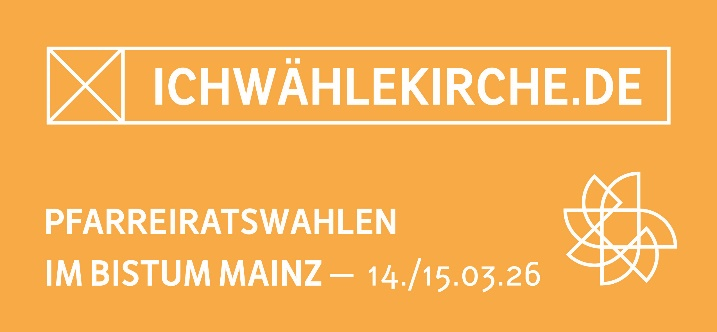 ICHWÄHLEKIRCHE.DE
PFARREIRATSWAHLEN
IM BISTUM MAINZ — 14./15.03.26